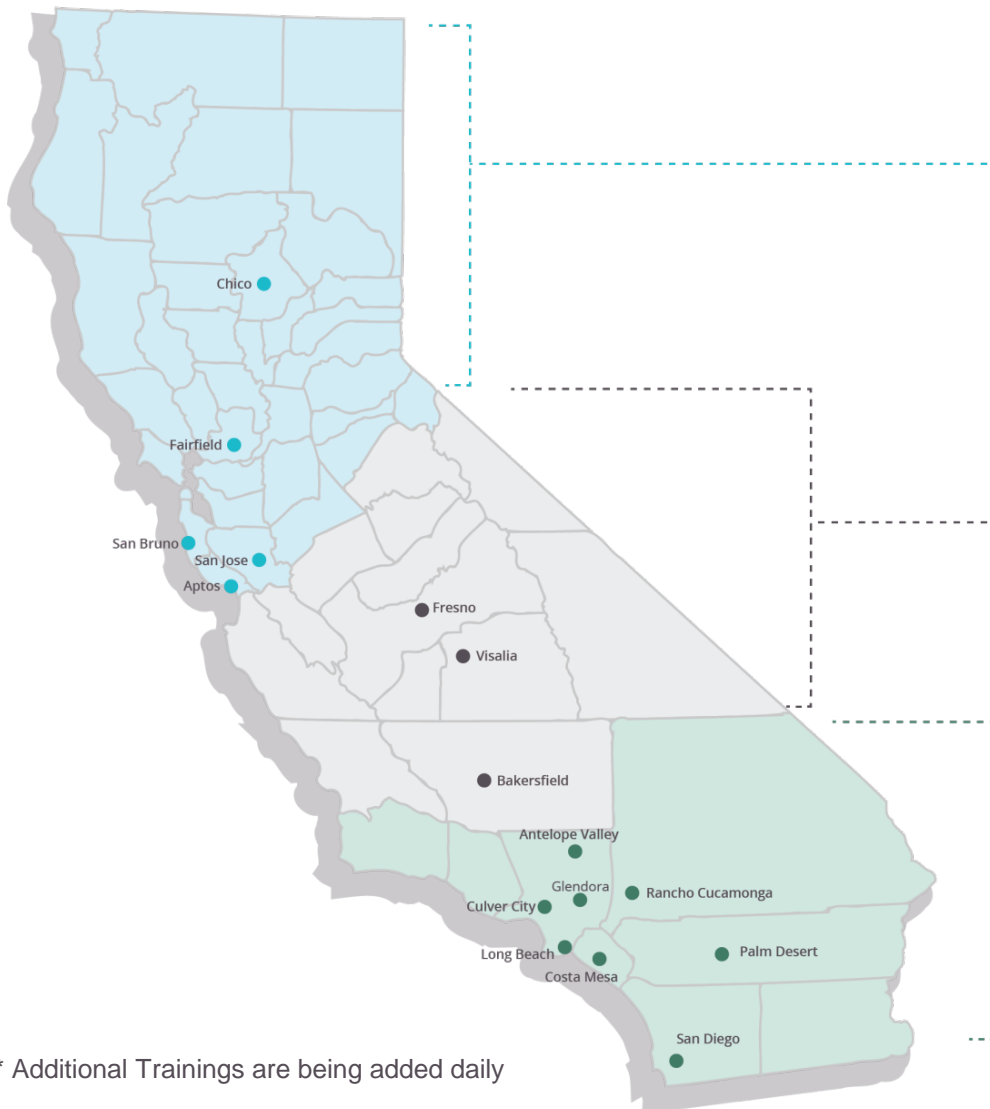 Chico
Fairfield
San Bruno
San Jose
Aptos
Fresno
Visalia
Bakersfield
Antelope Valley
Glendora
Rancho Cucamonga
Culver City
Long Beach
Palm Desert
Costa Mesa
San Diego
* Additional Trainings are being added daily